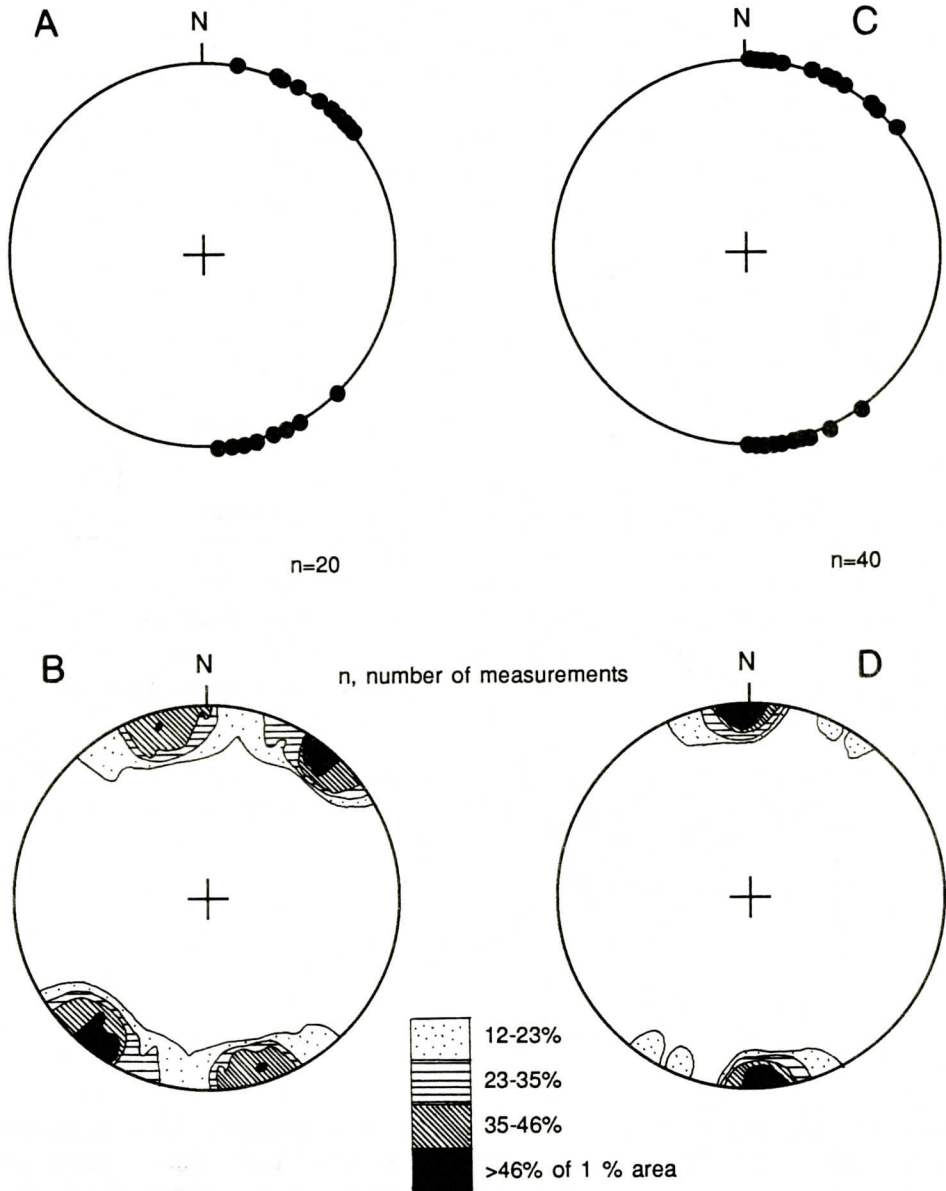 A
N
N
C
n=20
n=40
B
N
n, number of measurements
N
D
12-23%
23-35%
35-46%
>46% of 1 % area